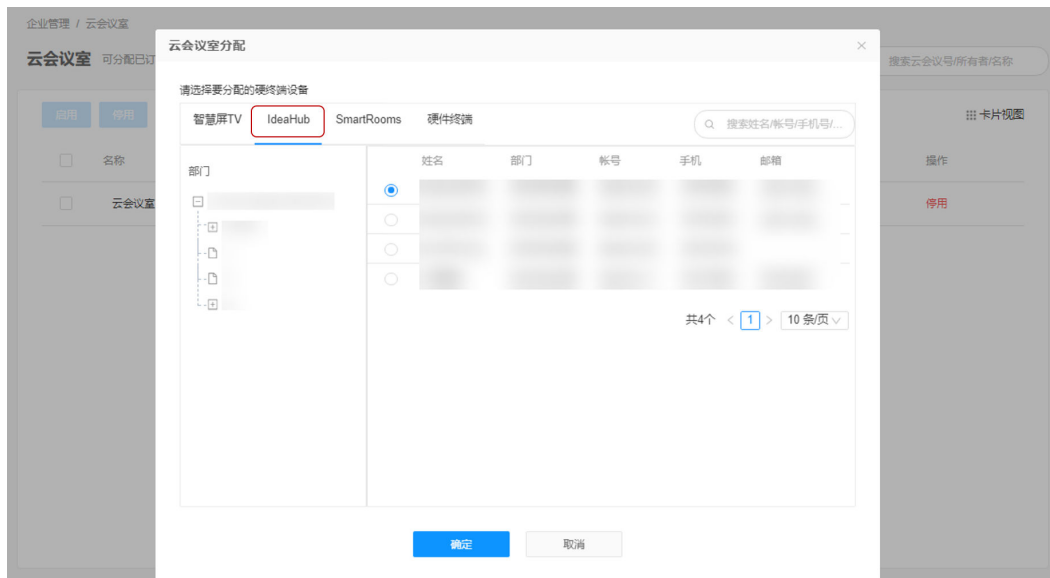 企业管理 / 云会议室
云会议室 可分配已订
搜索云会议号/所有者/名称
云会议室分配
请选择要分配的硬终端设备
启用 停用
智慧屏TV IdeaHub SmartRooms 硬件终端
搜索姓名/帐号/手机号/...
卡片视图
名称
操作
云会议室
停用
部门
姓名 部门 帐号 手机 邮箱
共4个 < 1 > 10 条/页
确定 取消